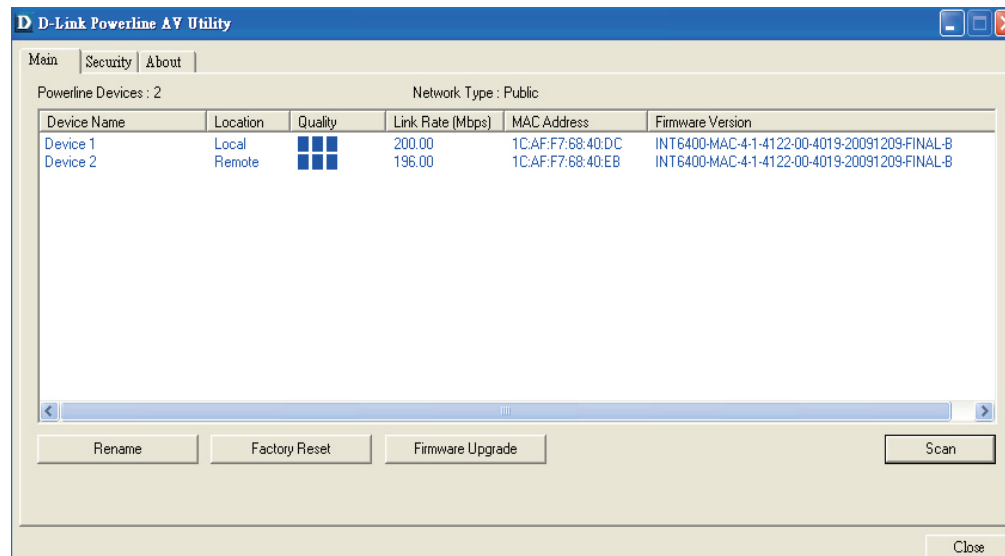 D D-Link Powerline AV Utility
Main Security About
Powerline Devices : 2 Network Type : Public
Device Name Location Quality Link Rate (Mbps) MAC Address Firmware Version
Device 1 Local 200.00 1C:AF:F7:68:40:DC INT6400-MAC-4-1-4122-00-4019-20091209-FINAL-B
Device 2 Remote 196.00 1C:AF:F7:68:40:EB INT6400-MAC-4-1-4122-00-4019-20091209-FINAL-B
Rename Factory Reset Firmware Upgrade Scan
Close